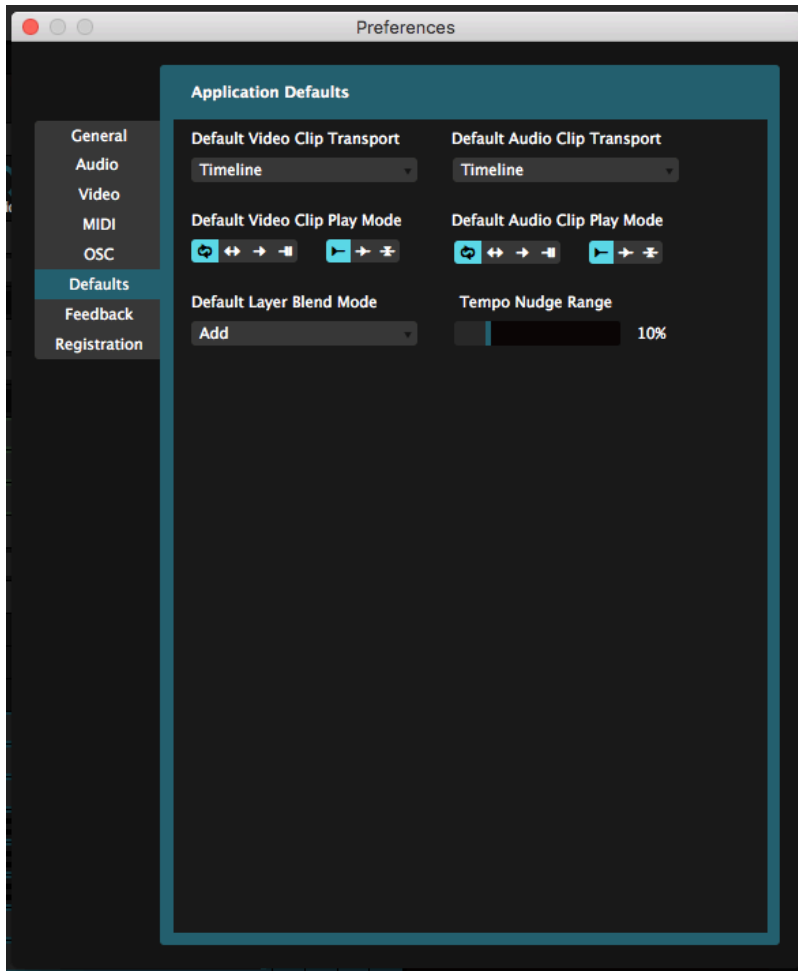 Preferences
Application Defaults
General
Audio
Video
MIDI
OSC
Defaults
Feedback
Registration
Default Video Clip Transport
Default Audio Clip Transport
Timeline
Timeline
Default Video Clip Play Mode
Default Audio Clip Play Mode
Default Layer Blend Mode
Tempo Nudge Range
Add
10%